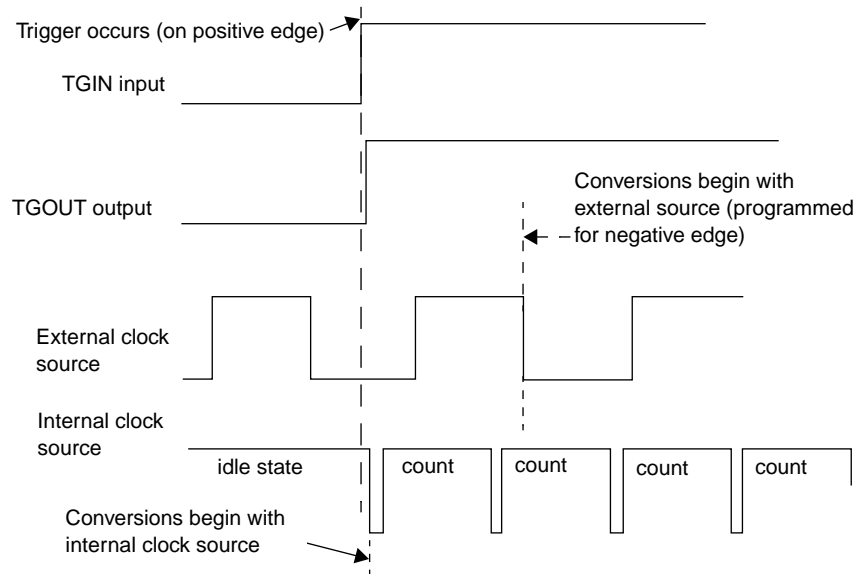 Trigger occurs (on positive edge)
TGIN input
TGOUT output
Conversions begin with
external source (programmed
for negative edge)
External clock
source
Internal clock
source
idle state
count
count
count
count
Conversions begin with
internal clock source